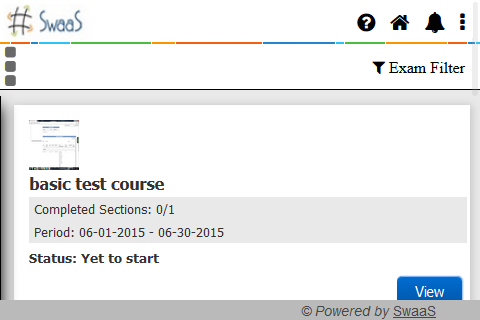 SwaaS
Exam Filter
basic test course
Completed Sections: 0/1
Period: 06-01-2015 - 06-30-2015
Status: Yet to start
View
© Powered by SwaaS